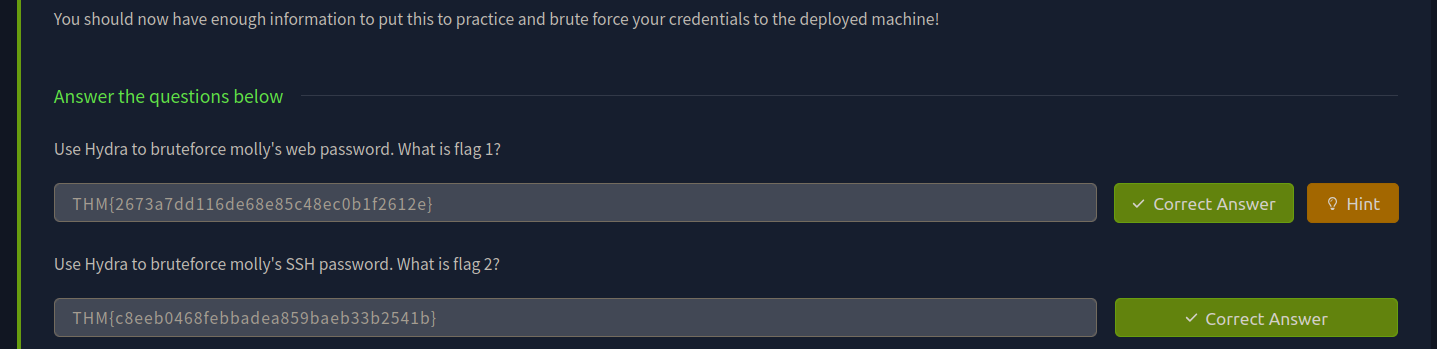 You should now have enough information to put this to practice and brute force your credentials to the deployed machine!
Answer the questions below
Use Hydra to bruteforce molly's web password. What is flag 1?
THM{2673a7dd116de68e85c48ec0b1f2612e}
Correct Answer
Hint
Use Hydra to bruteforce molly's SSH password. What is flag 2?
THM{c8eeb0468febbadea859baeb33b2541b}
Correct Answer